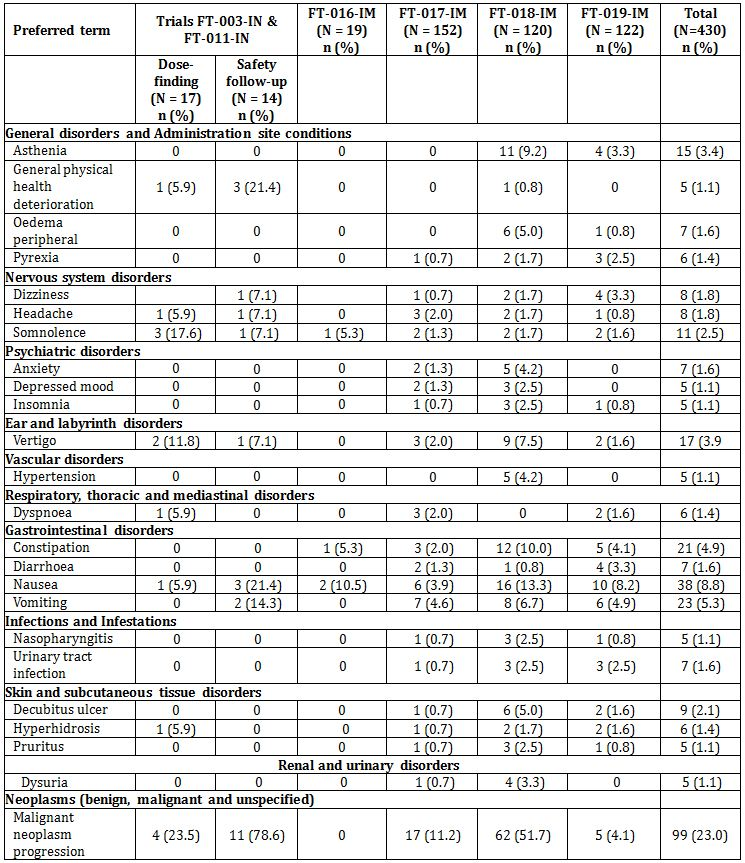 Preferred term Trials FT-003-IN & FT-016-IM FT-017-IM FT-018-IM FT-019-IM Total
FT-011-IN (N = 19) (N = 152) (N = 120) (N = 122) (N=430)
n (%) n (%) n (%) n (%) n (%)
Dose- Safety
finding follow-up
(N = 17) (N = 14)
n (%) n (%)
General disorders and Administration site conditions
Asthenia 0 0 0 0 11 (9.2) 4 (3.3) 15 (3.4)
General physical
health 1 (5.9) 3 (21.4) 0 0 1 (0.8) 0 5 (1.1)
deterioration
Oedema 0 0 0 0 6 (5.0) 1 (0.8) 7 (1.6)
peripheral
Pyrexia 0 0 0 1 (0.7) 2 (1.7) 3 (2.5) 6 (1.4)
Nervous system disorders
Dizziness 1 (7.1) 1 (0.7) 2 (1.7) 4 (3.3) 8 (1.8)
Headache 1 (5.9) 1 (7.1) 0 3 (2.0) 2 (1.7) 1 (0.8) 8 (1.8)
Somnolence 3 (17.6) 1 (7.1) 1 (5.3) 2 (1.3) 2 (1.7) 2 (1.6) 11 (2.5)
Psychiatric disorders
Anxiety 0 0 0 2 (1.3) 5 (4.2) 0 7 (1.6)
Depressed mood 0 0 0 2 (1.3) 3 (2.5) 0 5 (1.1)
Insomnia 0 0 0 1 (0.7) 3 (2.5) 1 (0.8) 5 (1.1)
Ear and labyrinth disorders
Vertigo 2 (11.8) 1 (7.1) 0 3 (2.0) 9 (7.5) 2 (1.6) 17 (3.9
Vascular disorders
Hypertension 0 0 0 0 5 (4.2) 0 5 (1.1)
Respiratory, thoracic and mediastinal disorders
Dyspnoea 1 (5.9) 0 0 3 (2.0) 0 2 (1.6) 6 (1.4)
Gastrointestinal disorders
Constipation 0 0 1 (5.3) 3 (2.0) 12 (10.0) 5 (4.1) 21 (4.9)
Diarrhoea 0 0 0 2 (1.3) 1 (0.8) 4 (3.3) 7 (1.6)
Nausea 1 (5.9) 3 (21.4) 2 (10.5) 6 (3.9) 16 (13.3) 10 (8.2) 38 (8.8)
Vomiting 0 2 (14.3) 0 7 (4.6) 8 (6.7) 6 (4.9) 23 (5.3)
Infections and Infestations
Nasopharyngitis 0 0 0 1 (0.7) 3 (2.5) 1 (0.8) 5 (1.1)
Urinary tract 0 0 0 1 (0.7) 3 (2.5) 3 (2.5) 7 (1.6)
infection
Skin and subcutaneous tissue disorders
Decubitus ulcer 0 0 0 1 (0.7) 6 (5.0) 2 (1.6) 9 (2.1)
Hyperhidrosis 1 (5.9) 0 0 1 (0.7) 2 (1.7) 2 (1.6) 6 (1.4)
Pruritus 0 0 0 1 (0.7) 3 (2.5) 1 (0.8) 5 (1.1)
Renal and urinary disorders
Dysuria 0 0 0 1 (0.7) 4 (3.3) 0 5 (1.1)
Neoplasms (benign, malignant and unspecified)
Malignant
neoplasm 4 (23.5) 11 (78.6) 0 17 (11.2) 62 (51.7) 5 (4.1) 99 (23.0)
progression